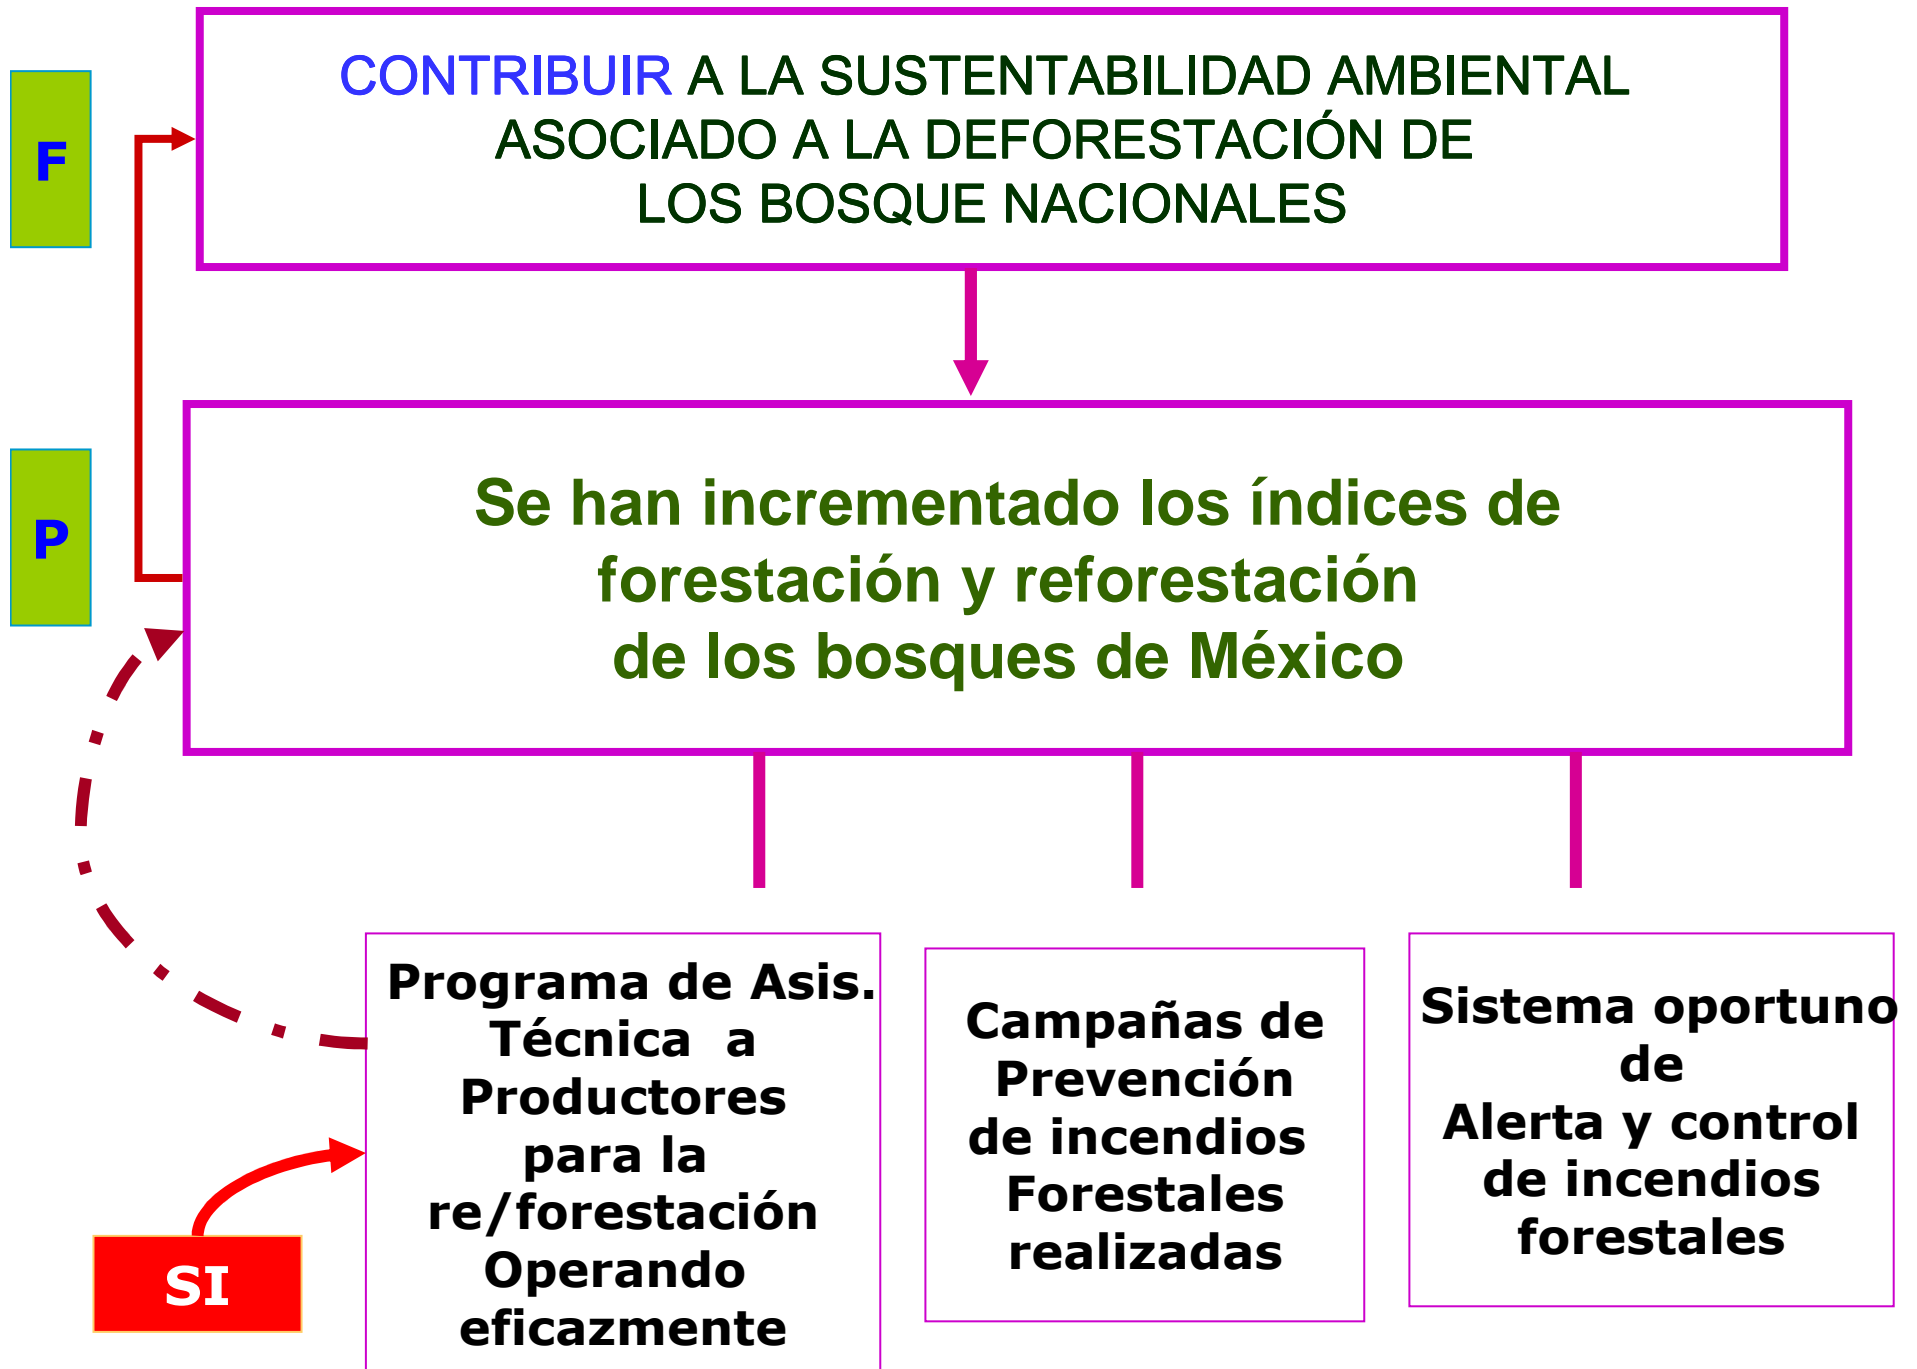 F
CONTRIBUIR A LA SUSTENTABILIDAD AMBIENTAL
ASOCIADO A LA DEFORESTACIÓN DE
LOS BOSQUE NACIONALES
P
Se han incrementado los índices de
forestación y reforestación
de los bosques de México
Programa de Asis.
Técnica a
Productores
para la
re/forestación
Operando
eficazmente
Campañas de
Prevención
de incendios
Forestales
realizadas
Sistema oportuno
de
Alerta y control
de incendios
forestales
SI